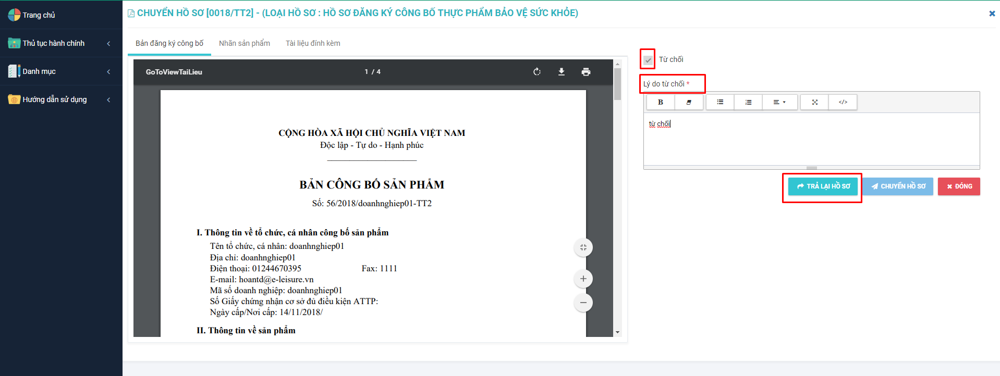 Trang chủ
Thủ tục hành chính
Danh mục
Hướng dẫn sử dụng
CHUYỂN HỒ SƠ [0018/TT2] - (LOẠI HỒ SƠ : HỒ SƠ ĐĂNG KÝ CÔNG BỐ THỰC PHẨM BẢO VỆ SỨC KHỎE)
Bản đăng ký công bố
Nhãn sản phẩm
Tài liệu đính kèm
GoToViewTaiLieu
1 / 4
CỘNG HÒA XÃ HỘI CHỦ NGHĨA VIỆT NAM
Độc lập - Tự do - Hạnh phúc
BẢN CÔNG BỐ SẢN PHẨM
Số: 56/2018/doanhnghiep01-TT2
I. Thông tin về tổ chức, cá nhân công bố sản phẩm
Tên tổ chức, cá nhân: doanhnghiep01
Địa chỉ: doanhnghiep01
Điện thoại: 01244670395 Fax: 1111
E-mail: hoantd@e-leisure.vn
Mã số doanh nghiệp: doanhnghiep01
Số Giấy chứng nhận cơ sở đủ điều kiện ATTP:
Ngày cấp/Nơi cấp: 14/11/2018/
II. Thông tin về sản phẩm
Từ chối
Lý do từ chối *
B
</>
từ chối
TRẢ LẠI HỒ SƠ
CHUYỂN HỒ SƠ
ĐÓNG